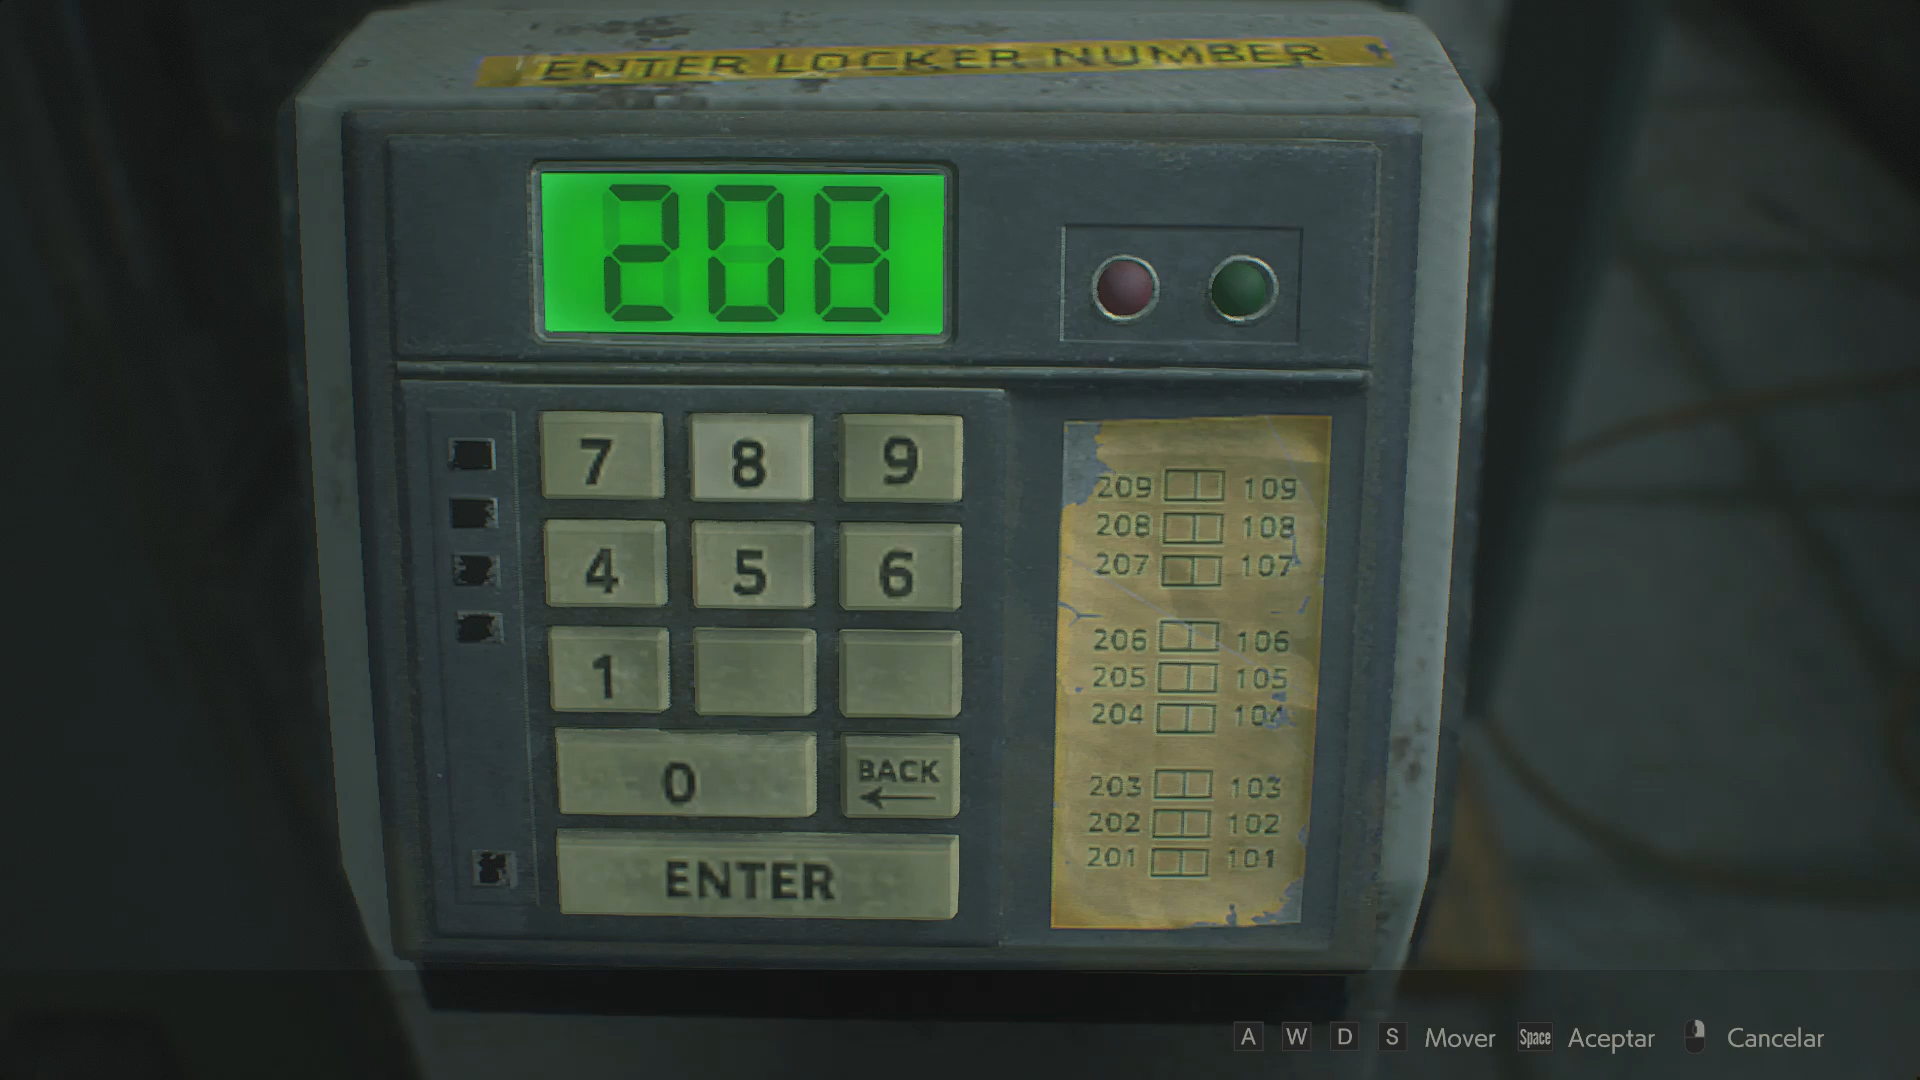 ENTER LOCKER NUMBER
208
7 8 9
4 5 6
1
0 BACK
ENTER
209 109
208 108
207 107
206 106
205 105
204 104
203 103
202 102
201 101
A W D S Mover Space Aceptar Cancelar